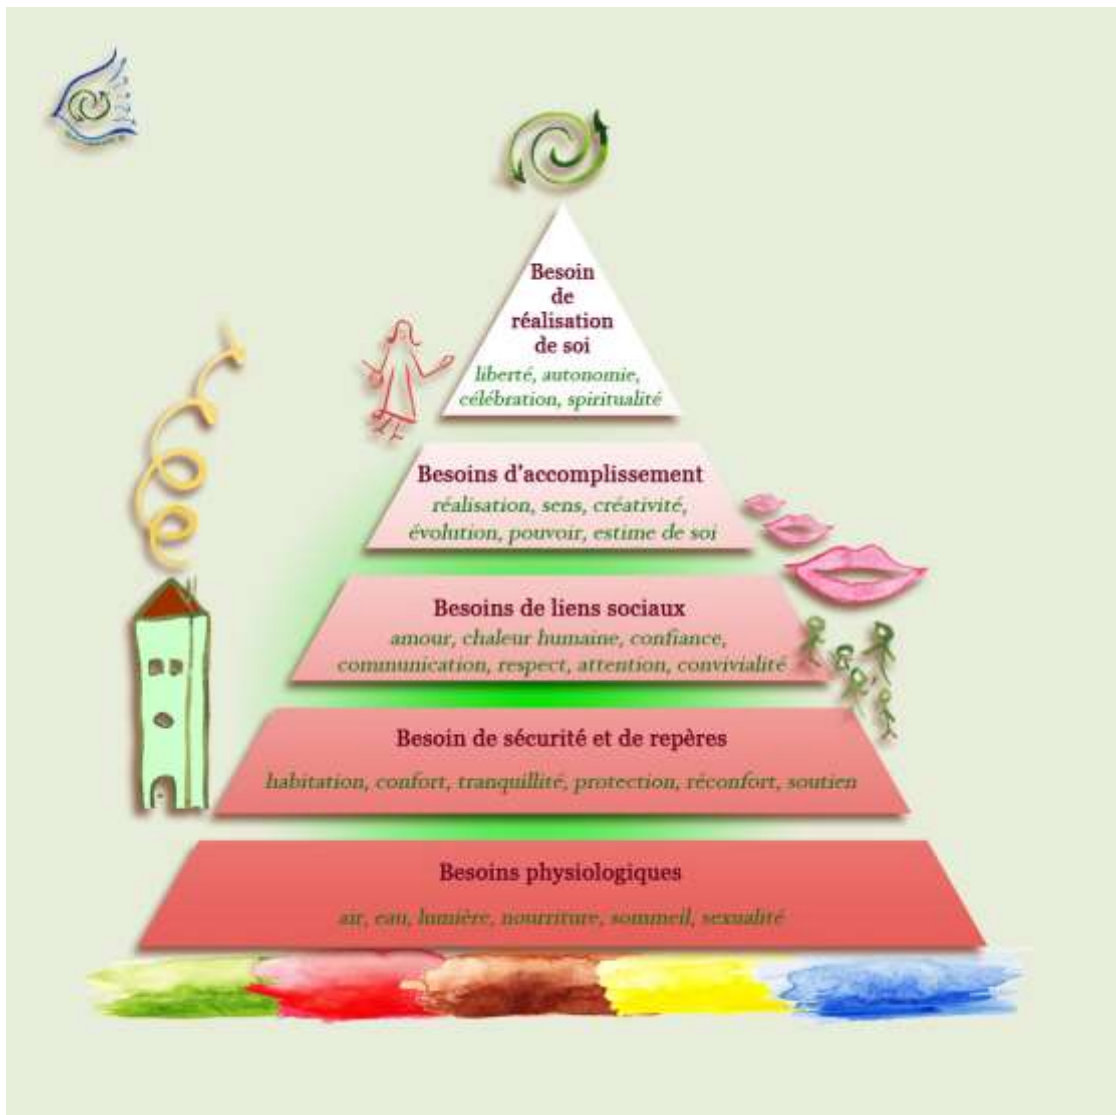 Besoin
de
réalisation
de soi
liberté, autonomie,
célébration, spiritualité
Besoins d'accomplissement
réalisation, sens, créativité,
évolution, pouvoir, estime de soi
Besoins de liens sociaux
amour, chaleur humaine, confiance,
communication, respect, attention, convivialité
Besoin de sécurité et de repères
habitation, confort, tranquillité, protection, réconfort, soutien
Besoins physiologiques
air, eau, lumière, nourriture, sommeil, sexualité